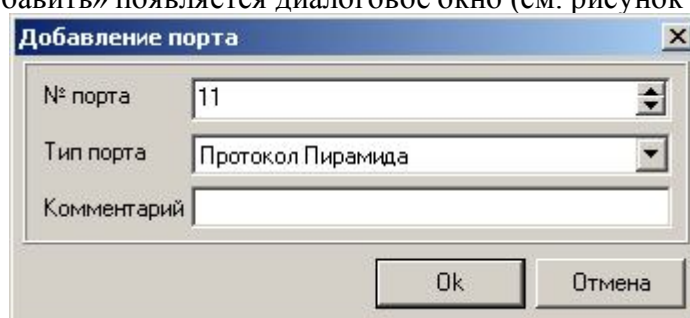 бавить» появляется диалоговое окно (см. рисунок
Добавление порта
№ порта 11
Тип порта Протокол Пирамида
Комментарий
Ok Отмена